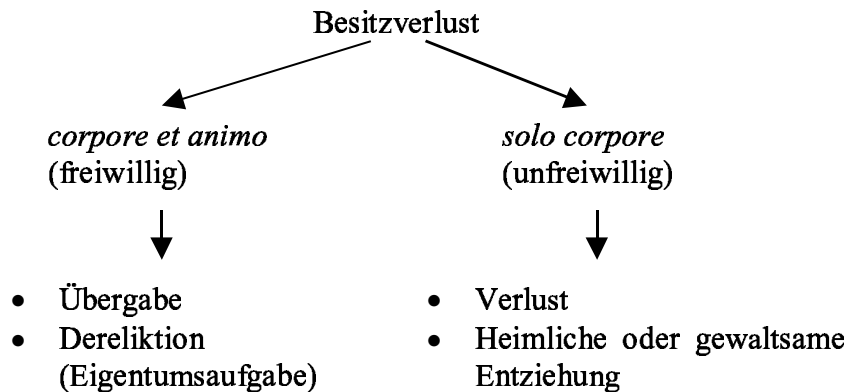 Besitzverlust
corpore et animo
(freiwillig)
solo corpore
(unfreiwillig)
• Übergabe
• Dereliktion
(Eigentumsaufgabe)
• Verlust
• Heimliche oder gewaltsame
Entziehung